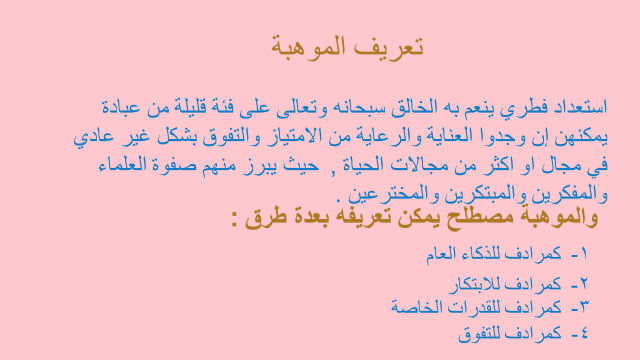 تعريف الموهبة
استعداد فطري ينعم به الخالق سبحانه وتعالى على فئة قليلة من عبادة
يمكنهن إن وجدوا العناية والرعاية من الامتياز والتفوق بشكل غير عادي
في مجال او اكثر من مجالات الحياة , حيث يبرز منهم صفوة العلماء
والمفكرين والمبتكرين والمخترعين .
والموهبة مصطلح يمكن تعريفه بعدة طرق :
١- كمرادف للذكاء العام
٢- كمرادف للابتكار
٣- كمرادف للقدرات الخاصة
٤- كمرادف للتفوق